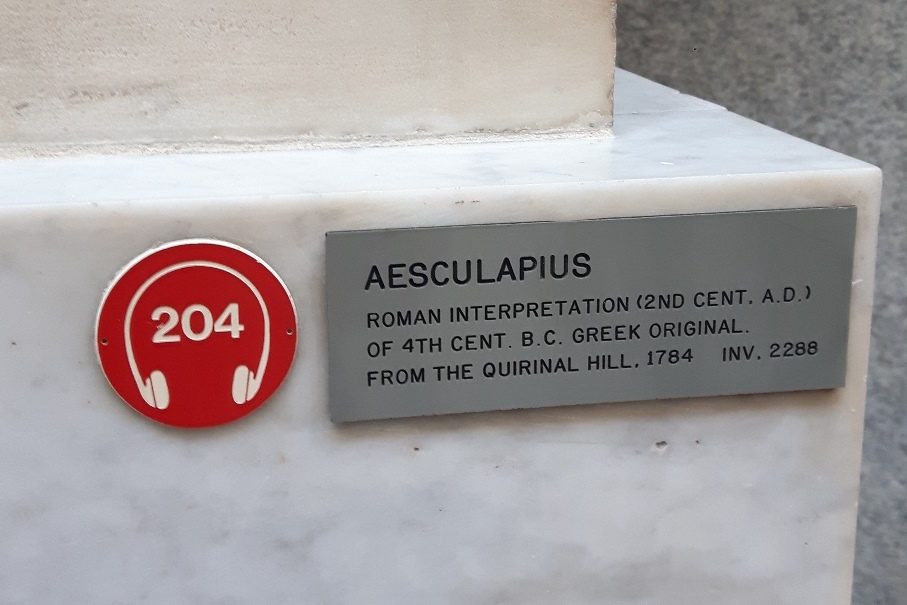 204
AESCULAPIUS
ROMAN INTERPRETATION (2ND CENT. A.D.)
OF 4TH CENT. B.C. GREEK ORIGINAL.
FROM THE QUIRINAL HILL, 1784 INV. 2288